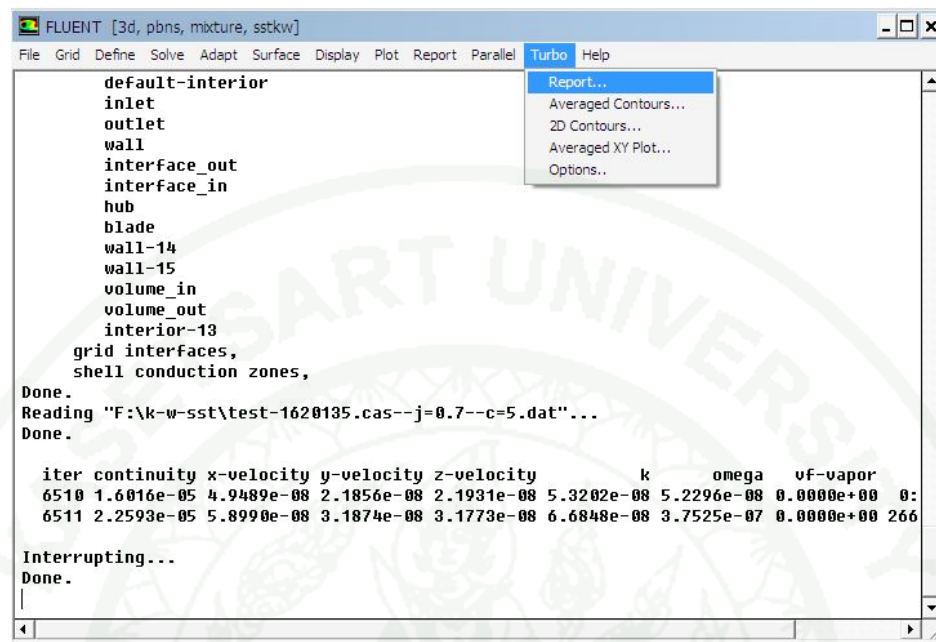 FLUENT [3d, pbns, mixture, sstkw]
File Grid Define Solve Adapt Surface Display Plot Report Parallel Turbo Help
Report...
Averaged Contours...
2D Contours...
Averaged XY Plot...
Options..
default-interior
inlet
outlet
wall
interface_out
interface_in
hub
blade
wall-14
wall-15
volume_in
volume_out
interior-13
grid interfaces,
shell conduction zones,
Done.
Reading "F:\k-w-sst\test-1620135.cas--j=0.7--c=5.dat"...
Done.
iter continuity x-velocity y-velocity z-velocity k omega vf-vapor
6510 1.6016e-05 4.9489e-08 2.1856e-08 2.1931e-08 5.3202e-08 5.2296e-08 0.0000e+00 0:
6511 2.2593e-05 5.8990e-08 3.1874e-08 3.1773e-08 6.6848e-08 3.7525e-07 0.0000e+00 266
Interrupting...
Done.
KASETSART UNIVERSITY